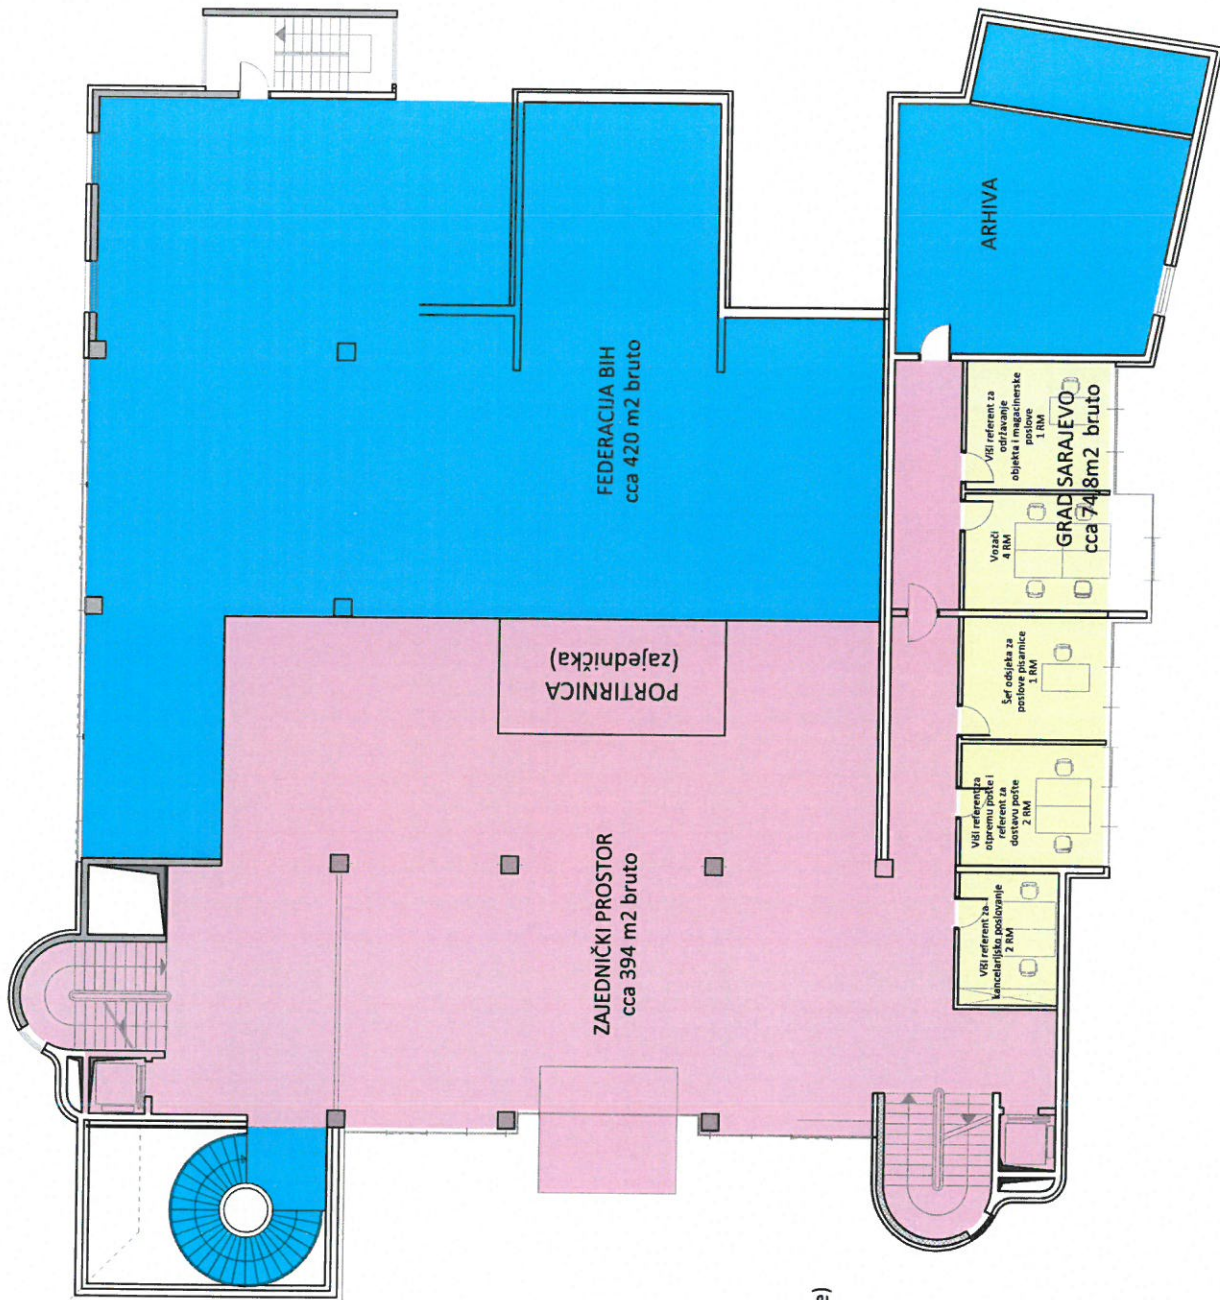 ARHIVA
FEDERACIJA BIH
cca 420 m2 bruto
PORTIRNICA
(zajednička)
ZAJEDNIČKI PROSTOR
cca 394 m2 bruto
Viši referent za
održavanje
objekta i magacinerske
poslove
1 RM
GRAD SARAJEVO
cca 74,8m2 bruto
Vozači
4 RM
Šef odsjeka za
poslove pisarnice
1 RM
Viši referent za
otpremu pošte i
referent za
dostavu pošte
2 RM
Viši referent za
kancelarijsko poslovanje
2 RM
e)